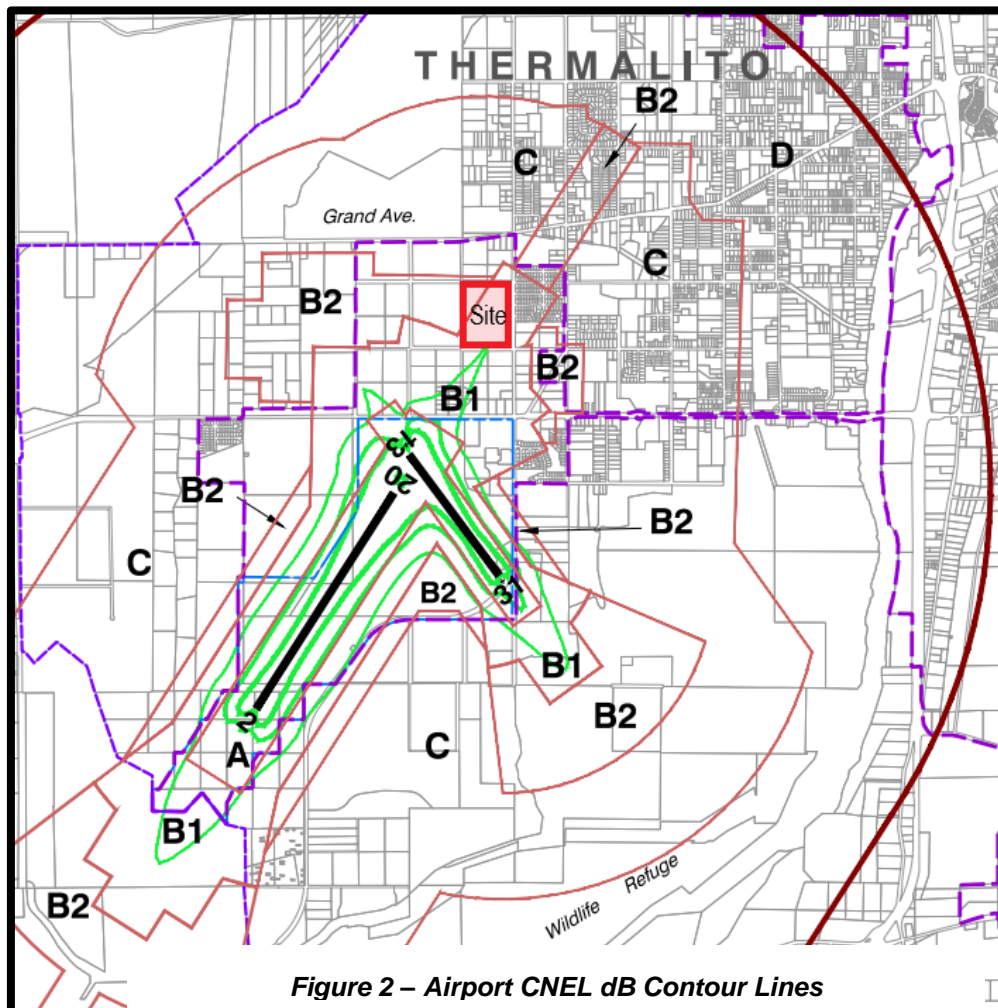 THERMALITO
B2
C
D
Grand Ave.
C
B2
Site
B2
B1
13
20
B2
B2
C
B2
31
B1
B2
2
A
C
B1
B2
Wildlife Refuge
Figure 2 – Airport CNEL dB Contour Lines